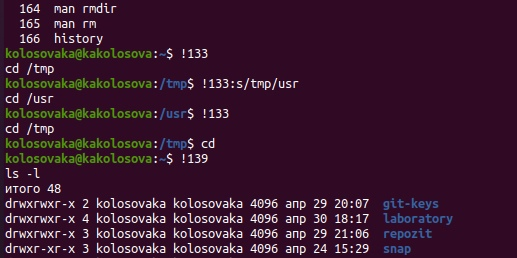 164  man rmdir
165  man rm
166  history
kolosovaka@kakolosova:~$ !133
cd /tmp
kolosovaka@kakolosova:/tmp$ !133:s/tmp/usr
cd /usr
kolosovaka@kakolosova:/usr$ !133
cd /tmp
kolosovaka@kakolosova:/tmp$ cd
kolosovaka@kakolosova:~$ !139
ls -l
итого 48
drwxrwxr-x 2 kolosovaka kolosovaka 4096 апр 29 20:07  git-keys
drwxrwxr-x 4 kolosovaka kolosovaka 4096 апр 30 18:17  laboratory
drwxrwxr-x 3 kolosovaka kolosovaka 4096 апр 29 21:06  repozit
drwxr-xr-x 3 kolosovaka kolosovaka 4096 апр 24 15:29  snap